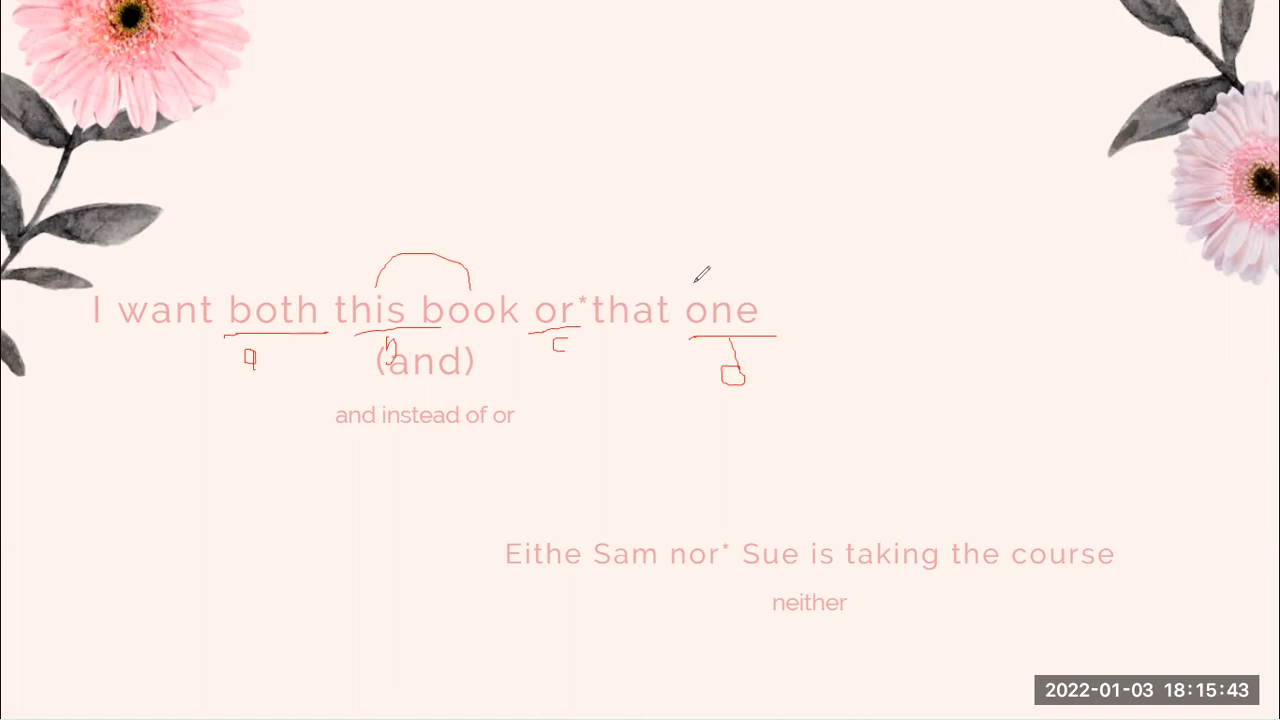 I want both this book or*that one
a b c D
(and)
and instead of or
Eithe Sam nor* Sue is taking the course
neither
2022-01-03 18:15:43